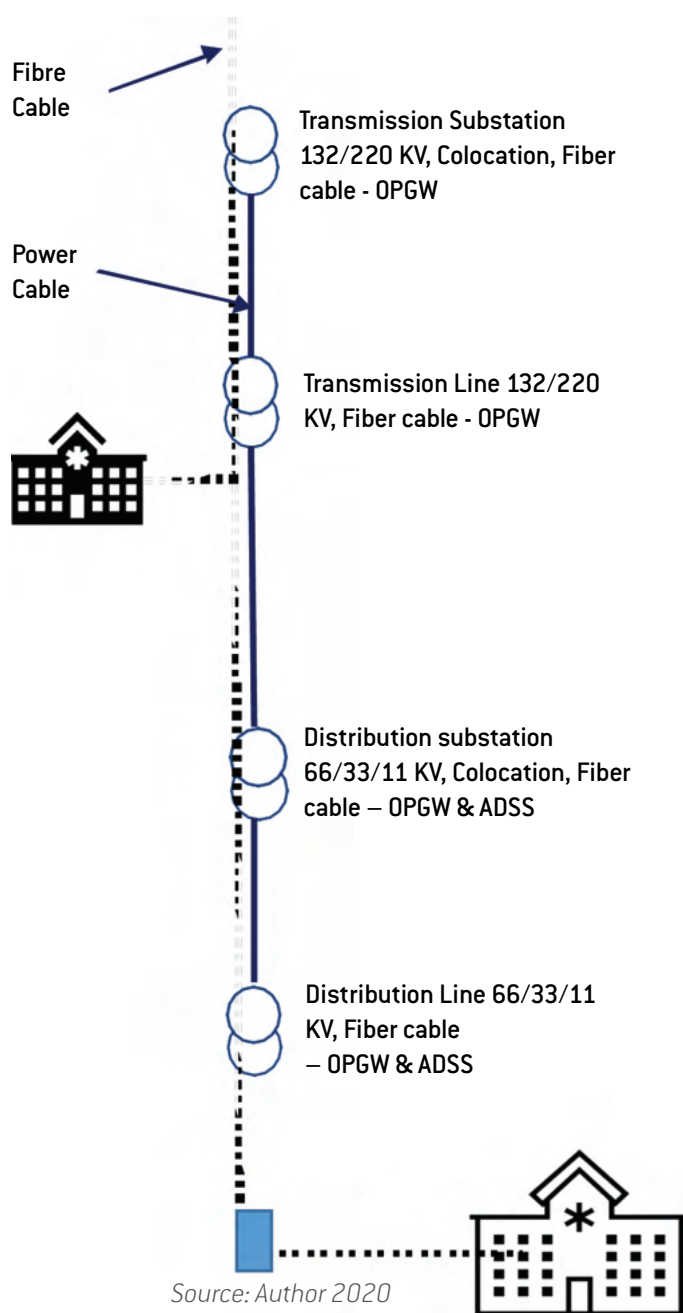 Fibre
Cable
Transmission Substation
132/220 KV, Colocation, Fiber
cable - OPGW
Power
Cable
Transmission Line 132/220
KV, Fiber cable - OPGW
Distribution substation
66/33/11 KV, Colocation, Fiber
cable – OPGW & ADSS
Distribution Line 66/33/11
KV, Fiber cable
– OPGW & ADSS
Source: Author 2020